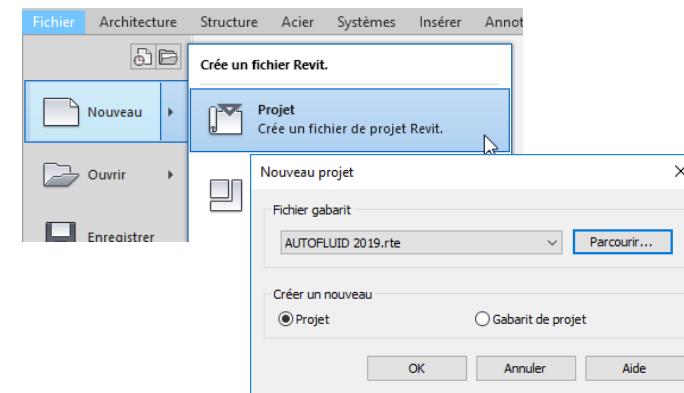 Fichier Architecture Structure Acier Systèmes Insérer Annot
Crée un fichier Revit.
Nouveau
Projet
Crée un fichier de projet Revit.
Ouvrir
Enregistrer
Nouveau projet
Fichier gabarit
AUTOFLUID 2019.rte Parcourir...
Créer un nouveau
Projet Gabarit de projet
OK Annuler Aide